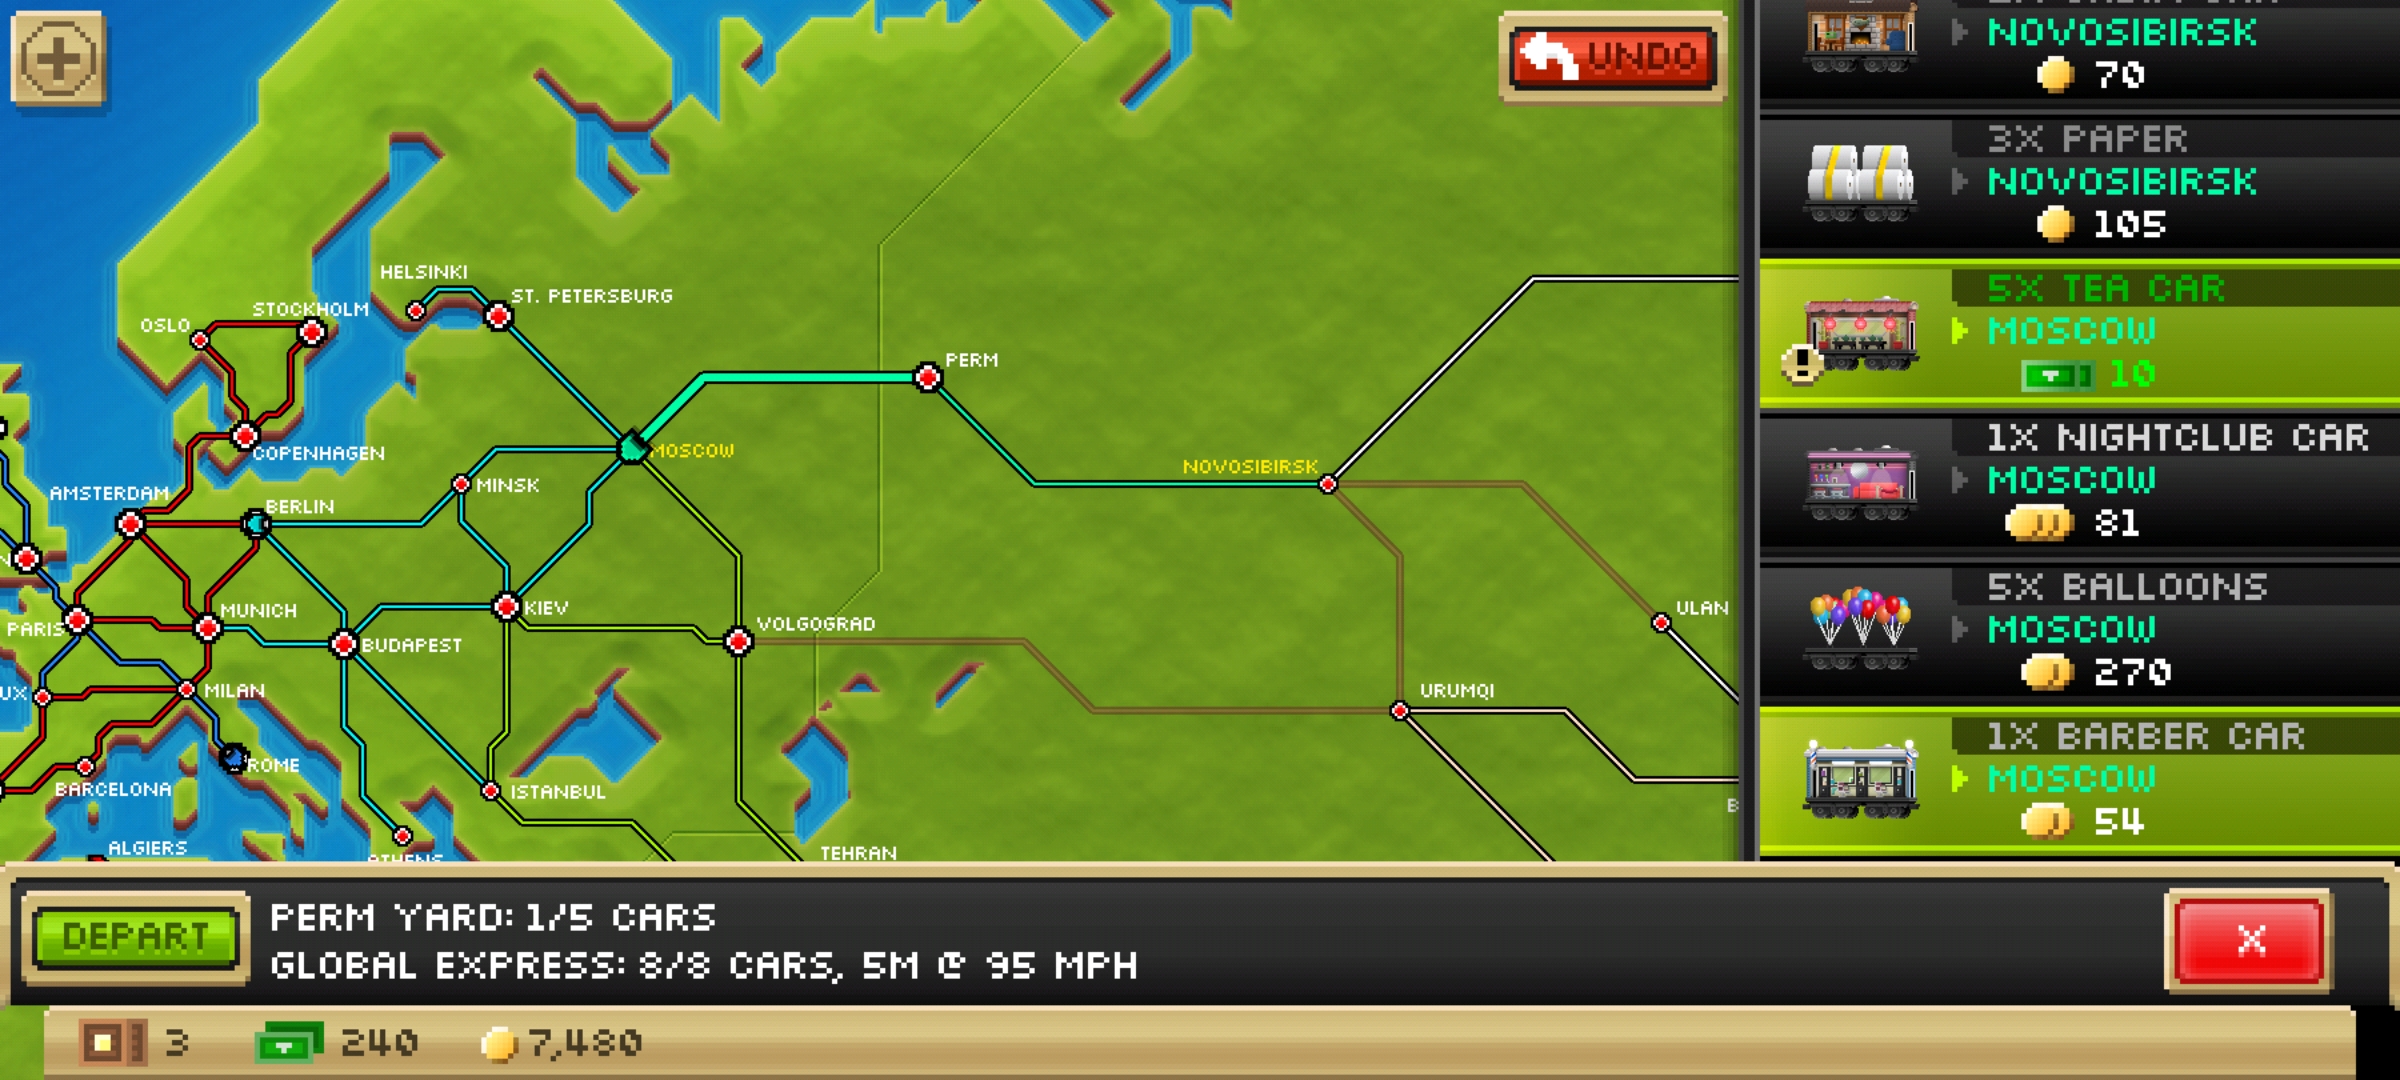 UNDO
NOVOSIBIRSK
70
3X PAPER
NOVOSIBIRSK
105
5X TEA CAR
MOSCOW
10
1X NIGHTCLUB CAR
MOSCOW
81
5X BALLOONS
MOSCOW
270
1X BARBER CAR
MOSCOW
54
HELSINKI
ST. PETERSBURG
STOCKHOLM
OSLO
PERM
COPENHAGEN
MOSCOW
NOVOSIBIRSK
MINSK
AMSTERDAM
BERLIN
ULAN
KIEV
MUNICH
PARIS
VOLGOGRAD
BUDAPEST
UX
MILAN
URUMQI
ROME
BARCELONA
ISTANBUL
ALGIERS
ATHENS
TEHRAN
DEPART
PERM YARD: 1/5 CARS
GLOBAL EXPRESS: 8/8 CARS, 5M @ 95 MPH
X
3
240
7,480